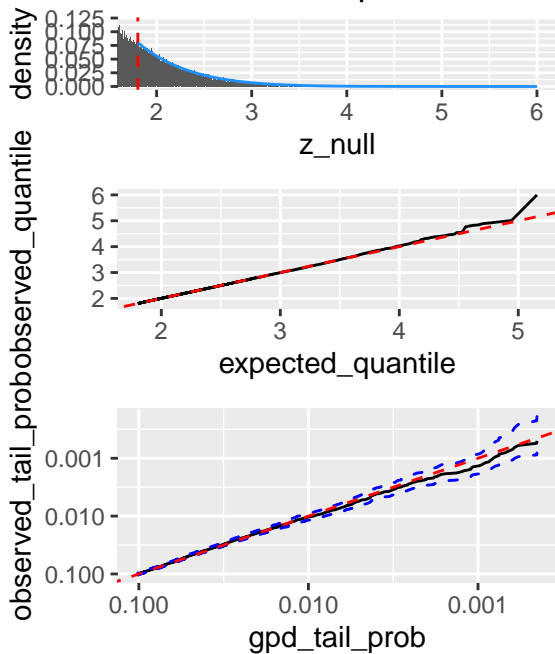 0.125
0.100
0.075
0.050
0.025
0.000
density
2 3 4 5 6
z_null
6
5
4
3
2
observed_quantile
2 3 4 5
expected_quantile
0.001
0.010
0.100
observed_tail_prob
0.100 0.010 0.001
gpd_tail_prob